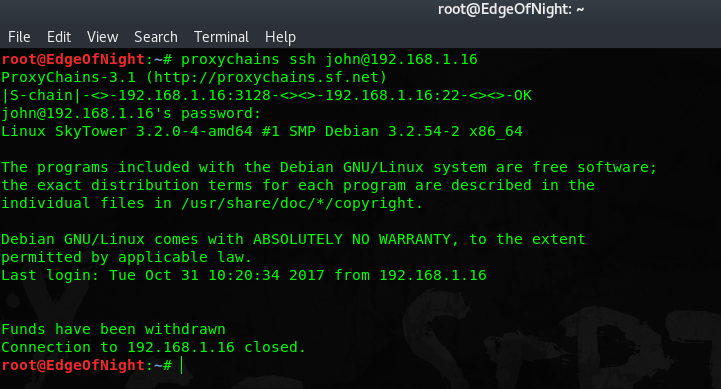 root@EdgeOfNight: ~
File Edit View Search Terminal Help
root@EdgeOfNight:~# proxychains ssh john@192.168.1.16
ProxyChains-3.1 (http://proxychains.sf.net)
|S-chain|-<>-192.168.1.16:3128-<><>-192.168.1.16:22-<><>-OK
john@192.168.1.16's password:
Linux SkyTower 3.2.0-4-amd64 #1 SMP Debian 3.2.54-2 x86_64
The programs included with the Debian GNU/Linux system are free software;
the exact distribution terms for each program are described in the
individual files in /usr/share/doc/*/copyright.
Debian GNU/Linux comes with ABSOLUTELY NO WARRANTY, to the extent
permitted by applicable law.
Last login: Tue Oct 31 10:20:34 2017 from 192.168.1.16
Funds have been withdrawn
Connection to 192.168.1.16 closed.
root@EdgeOfNight:~#